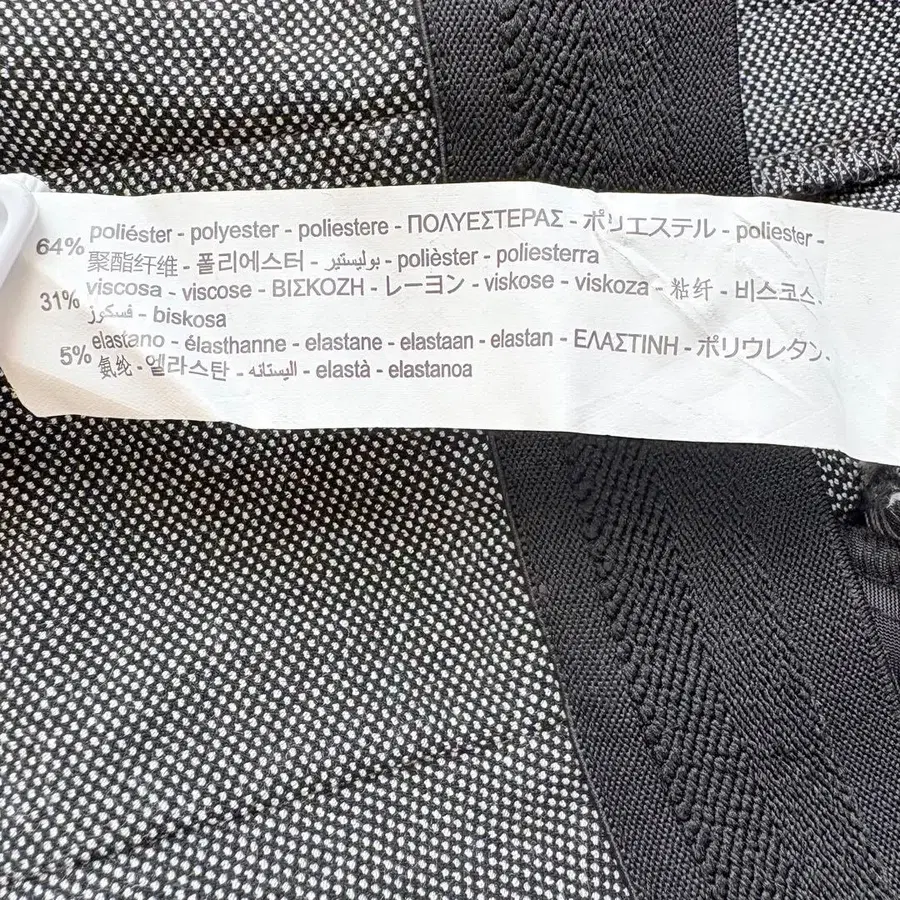 64% poliéster - polyester - poliestere - ΠΟΛΥΕΣΤΕΡΑΣ - ポリエステル - poliester -
聚酯纤维 - 폴리에스터 - بوليستير - polièster - poliesterra
31% viscosa - viscose - ΒΙΣΚΟΖΗ - レーヨン - viskose - viskoza - 粘纤 - 비스코스.
فسكوز - biskosa
5% elastano - élasthanne - elastane - elastaan - elastan - ΕΛΑΣΤΙΝΗ - ポリウレタン.
氨纶 - 엘라스탄 - اليستانه - elastà - elastanoa